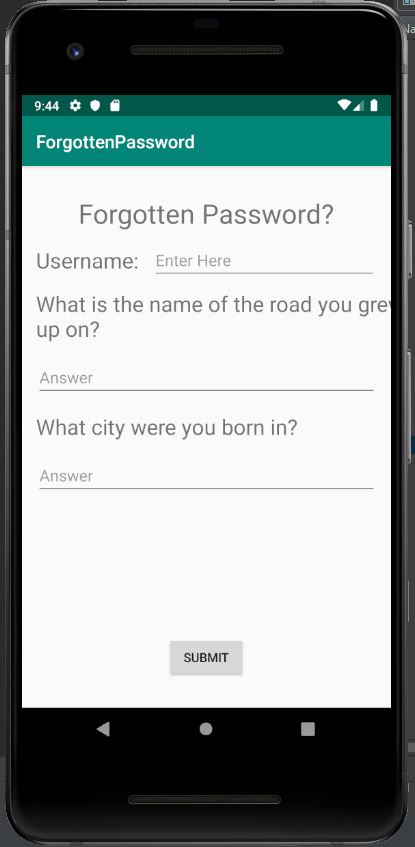 9:44
ForgottenPassword
Forgotten Password?
Username: Enter Here
What is the name of the road you grew
up on?
Answer
What city were you born in?
Answer
SUBMIT